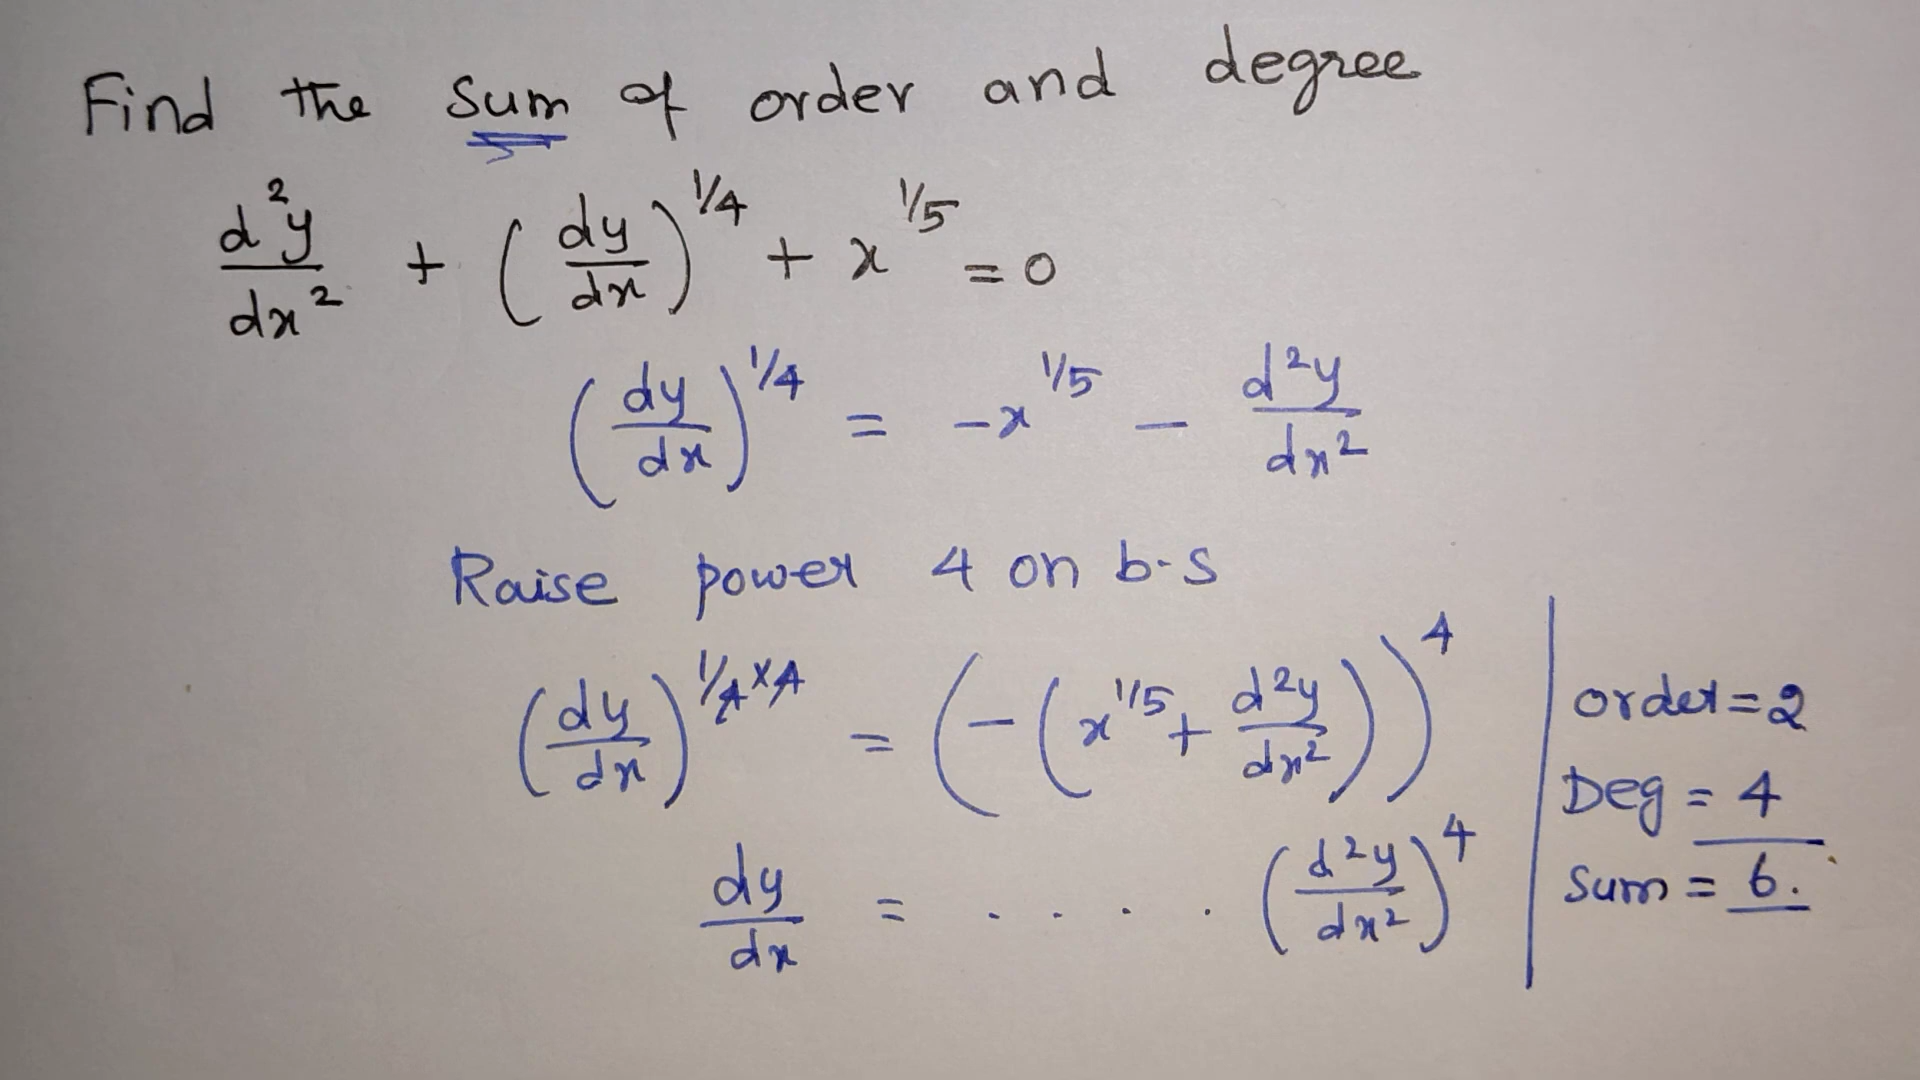 Find the sum of order and degree
d²y/dx² + (dy/dx)^1/4 + x^1/5 = 0
(dy/dx)^1/4 = -x^1/5 - d²y/dx²
Raise power 4 on b.s
(dy/dx)^1/4×4 = (-(x^1/5 + d²y/dx²))^4
dy/dx = . . . . (d²y/dx²)^4
order = 2
Deg = 4
Sum = 6.